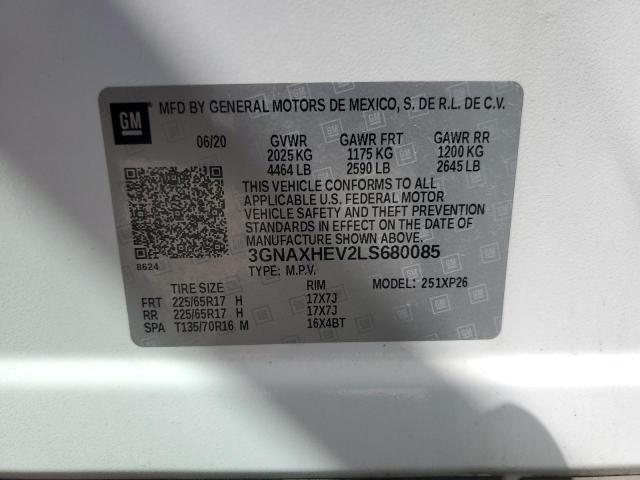 GM MFD BY GENERAL MOTORS DE MEXICO, S. DE R.L. DE C.V.
06/20 GVWR GAWR FRT GAWR RR
2025 KG 1175 KG 1200 KG
4464 LB 2590 LB 2645 LB
THIS VEHICLE CONFORMS TO ALL
APPLICABLE U.S. FEDERAL MOTOR
VEHICLE SAFETY AND THEFT PREVENTION
STANDARDS IN EFFECT ON THE DATE OF
MANUFACTURE SHOWN ABOVE.
8624 3GNAXHEV2LS680085
TYPE: M.P.V. MODEL: 251XP26
TIRE SIZE RIM
FRT 225/65R17 H 17X7J
RR 225/65R17 H 17X7J
SPA T135/70R16 M 16X4BT